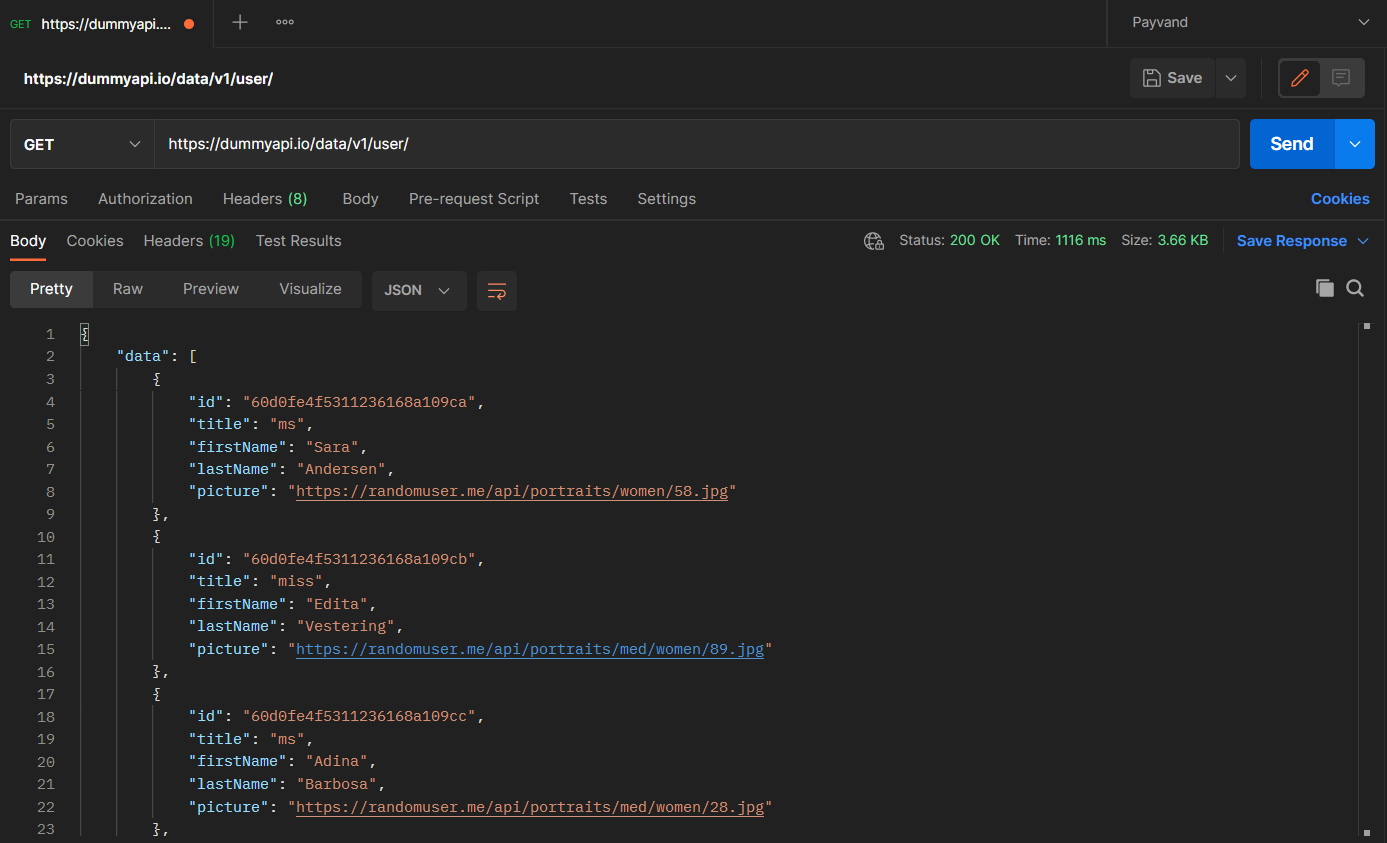 GET https://dummyapi.... Payvand
https://dummyapi.io/data/v1/user/ Save
GET https://dummyapi.io/data/v1/user/ Send
Params Authorization Headers (8) Body Pre-request Script Tests Settings Cookies
Body Cookies Headers (19) Test Results Status: 200 OK Time: 1116 ms Size: 3.66 KB Save Response
Pretty Raw Preview Visualize JSON
1 {
2 "data": [
3 {
4 "id": "60d0fe4f5311236168a109ca",
5 "title": "ms",
6 "firstName": "Sara",
7 "lastName": "Andersen",
8 "picture": "https://randomuser.me/api/portraits/women/58.jpg"
9 },
10 {
11 "id": "60d0fe4f5311236168a109cb",
12 "title": "miss",
13 "firstName": "Edita",
14 "lastName": "Vestering",
15 "picture": "https://randomuser.me/api/portraits/med/women/89.jpg"
16 },
17 {
18 "id": "60d0fe4f5311236168a109cc",
19 "title": "ms",
20 "firstName": "Adina",
21 "lastName": "Barbosa",
22 "picture": "https://randomuser.me/api/portraits/med/women/28.jpg"
23 },